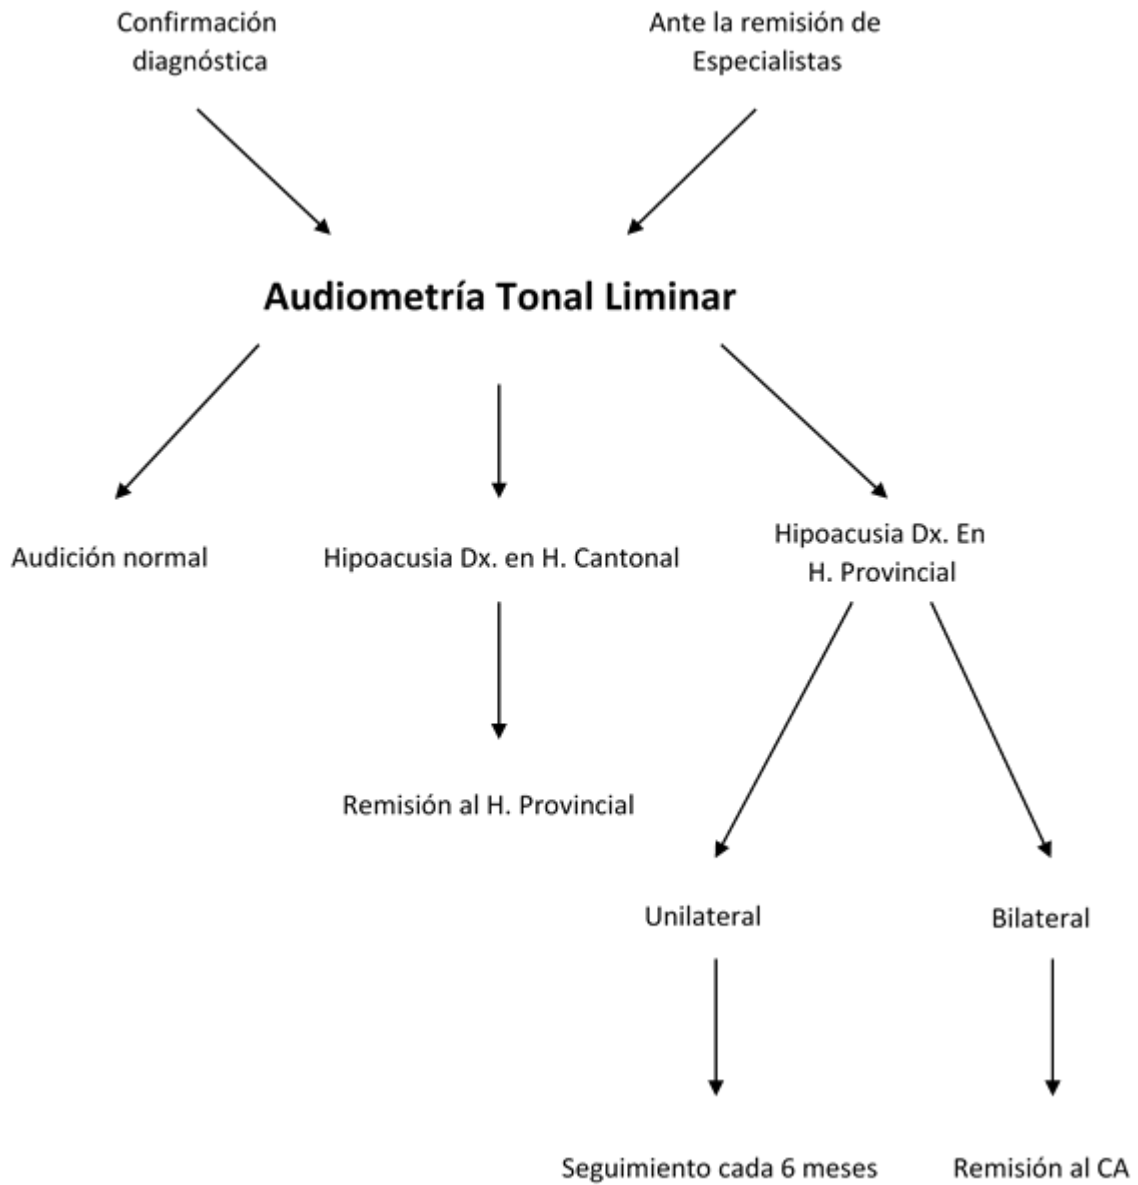 Confirmación
diagnóstica
Ante la remisión de
Especialistas
Audiometría Tonal Liminar
Audición normal
Hipoacusia Dx. en H. Cantonal
Hipoacusia Dx. En
H. Provincial
Remisión al H. Provincial
Unilateral
Bilateral
Seguimiento cada 6 meses
Remisión al CA